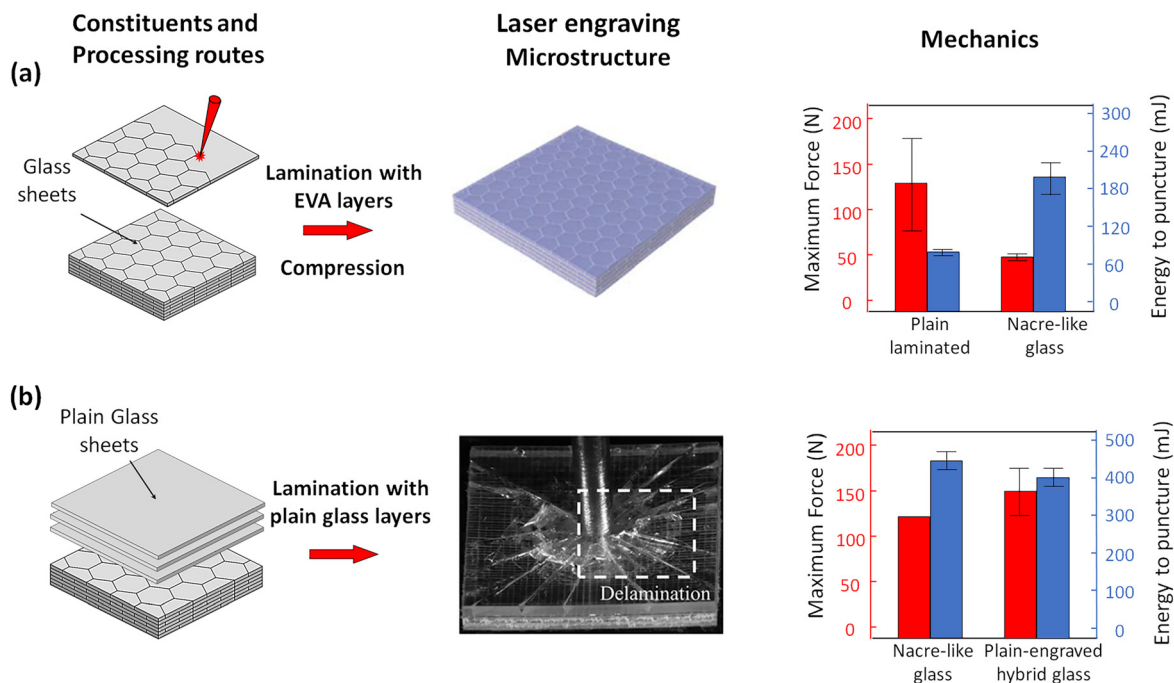 Constituents and
Processing routes
Laser engraving
Microstructure
Mechanics
(a)
Glass
sheets
Lamination with
EVA layers
Compression
Maximum Force (N)
200
150
100
50
0
300
240
180
120
60
0
Energy to puncture (mJ)
Plain
laminated
Nacre-like
glass
(b)
Plain Glass
sheets
Lamination with
plain glass layers
Delamination
Maximum Force (N)
200
150
100
50
0
500
400
300
200
100
0
Energy to puncture (mJ)
Nacre-like
glass
Plain-engraved
hybrid glass